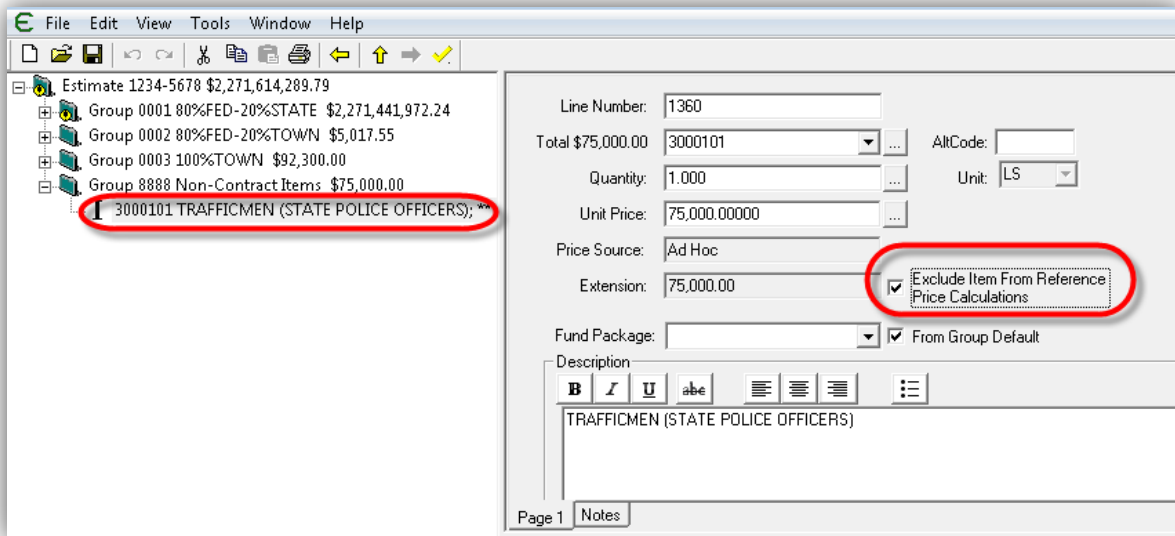 File Edit View Tools Window Help
Estimate 1234-5678 $2,271,614,289.79
Group 0001 80%FED-20%STATE $2,271,441,972.24
Group 0002 80%FED-20%TOWN $5,017.55
Group 0003 100%TOWN $92,300.00
Group 8888 Non-Contract Items $75,000.00
3000101 TRAFFICMEN (STATE POLICE OFFICERS); **
Line Number: 1360
Total $75,000.00 3000101 ... AltCode:
Quantity: 1.000 ... Unit: LS
Unit Price: 75,000.00000 ...
Price Source: Ad Hoc
Extension: 75,000.00
Exclude Item From Reference
Price Calculations
Fund Package: From Group Default
Description
B I U abc
TRAFFICMEN (STATE POLICE OFFICERS)
Page 1 Notes